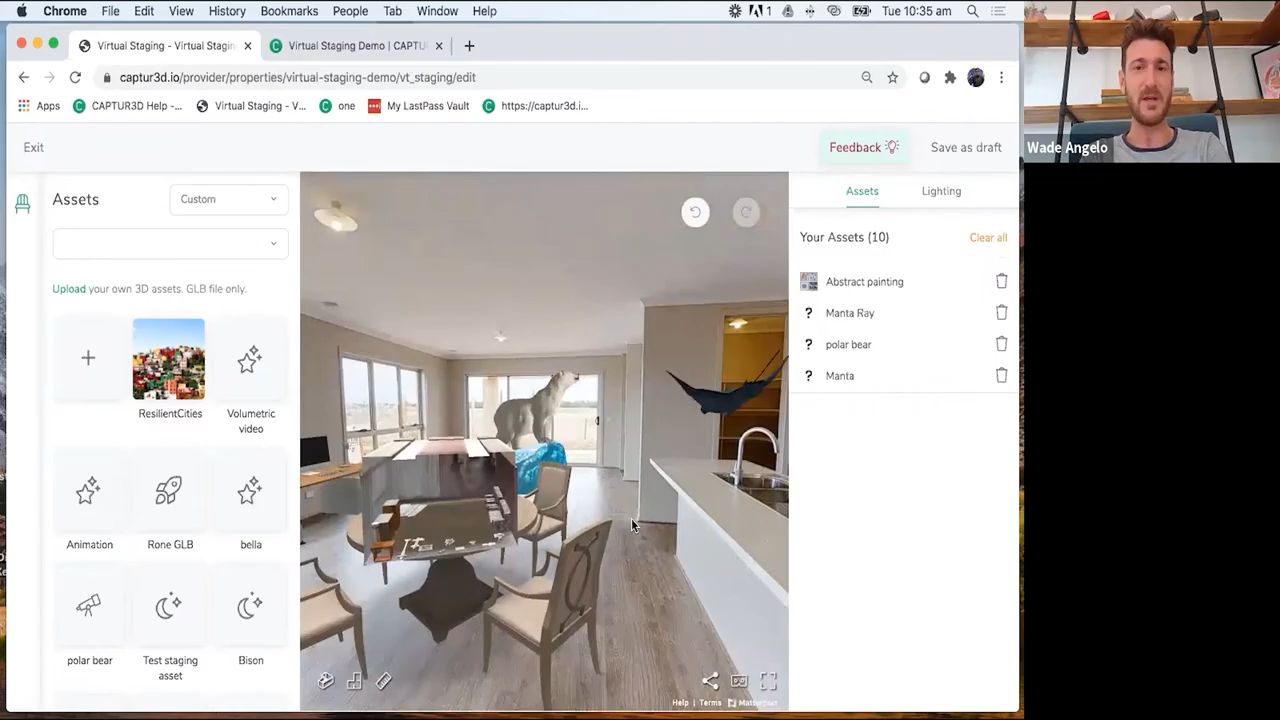 Chrome File Edit View History Bookmarks People Tab Window Help
1 Tue 10:35 am
Virtual Staging - Virtual Stagin
Virtual Staging Demo | CAPTU
captur3d.io/provider/properties/virtual-staging-demo/vt_staging/edit
Apps CAPTUR3D Help -... Virtual Staging - V... one My LastPass Vault https://captur3d.i...
Wade Angelo
Exit
Feedback
Save as draft
Assets
Custom
Upload your own 3D assets. GLB file only.
ResilientCities
Volumetric
video
Animation
Rone GLB
bella
polar bear
Test staging
asset
Bison
Help | Terms Matterport
Assets
Lighting
Your Assets (10)
Clear all
Abstract painting
? Manta Ray
? polar bear
? Manta